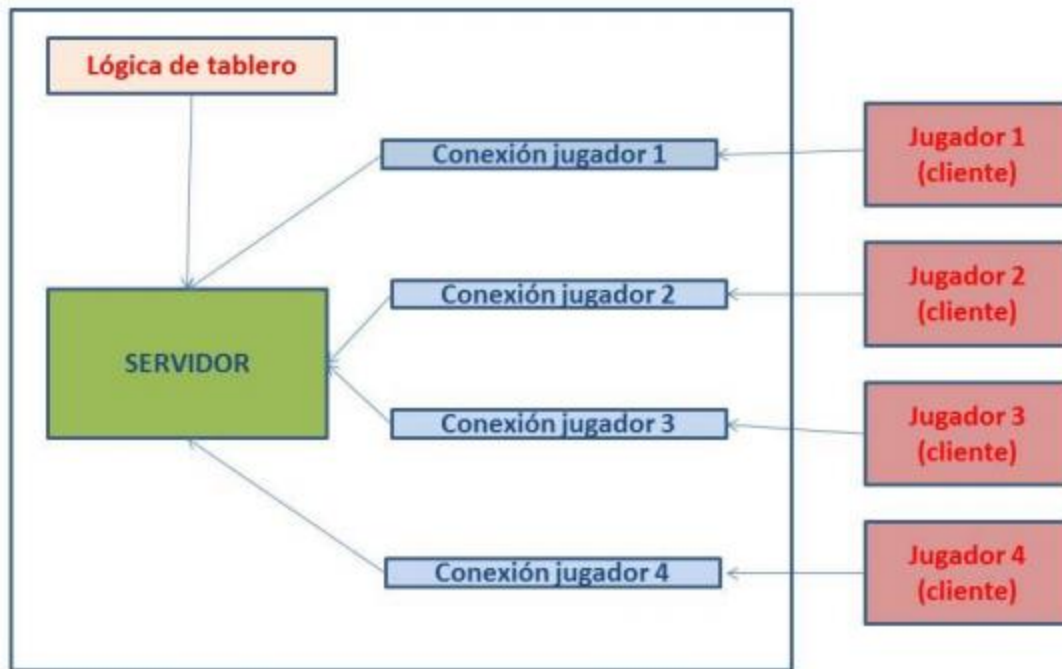 Lógica de tablero
Conexión jugador 1
Jugador 1
(cliente)
Conexión jugador 2
Jugador 2
(cliente)
SERVIDOR
Conexión jugador 3
Jugador 3
(cliente)
Conexión jugador 4
Jugador 4
(cliente)